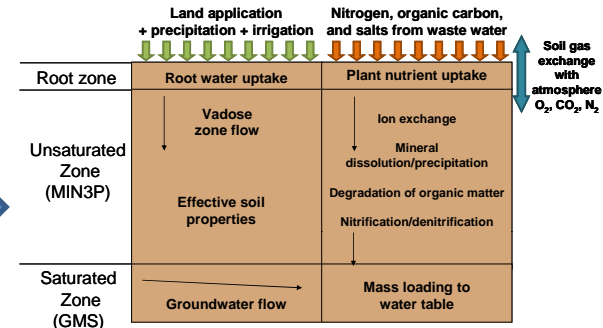 Land application
+ precipitation + irrigation
Nitrogen, organic carbon,
and salts from waste water
Soil gas
exchange
with
atmosphere
O₂, CO₂, N₂
Root zone
Root water uptake
Plant nutrient uptake
Unsaturated
Zone
(MIN3P)
Vadose
zone flow
Effective soil
properties
Ion exchange
Mineral
dissolution/precipitation
Degradation of organic matter
Nitrification/denitrification
Saturated
Zone
(GMS)
Groundwater flow
Mass loading to
water table